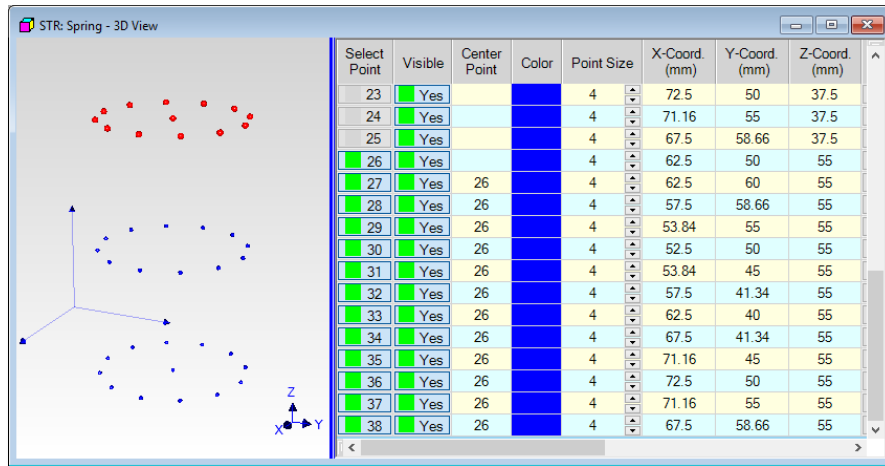 STR: Spring - 3D View
Select Point Visible Center Point Color Point Size X-Coord. (mm) Y-Coord. (mm) Z-Coord. (mm)
23 Yes 4 72.5 50 37.5
24 Yes 4 71.16 55 37.5
25 Yes 4 67.5 58.66 37.5
26 Yes 4 62.5 50 55
27 Yes 26 4 62.5 60 55
28 Yes 26 4 57.5 58.66 55
29 Yes 26 4 53.84 55 55
30 Yes 26 4 52.5 50 55
31 Yes 26 4 53.84 45 55
32 Yes 26 4 57.5 41.34 55
33 Yes 26 4 62.5 40 55
34 Yes 26 4 67.5 41.34 55
35 Yes 26 4 71.16 45 55
36 Yes 26 4 72.5 50 55
37 Yes 26 4 71.16 55 55
38 Yes 26 4 67.5 58.66 55
Z
X Y